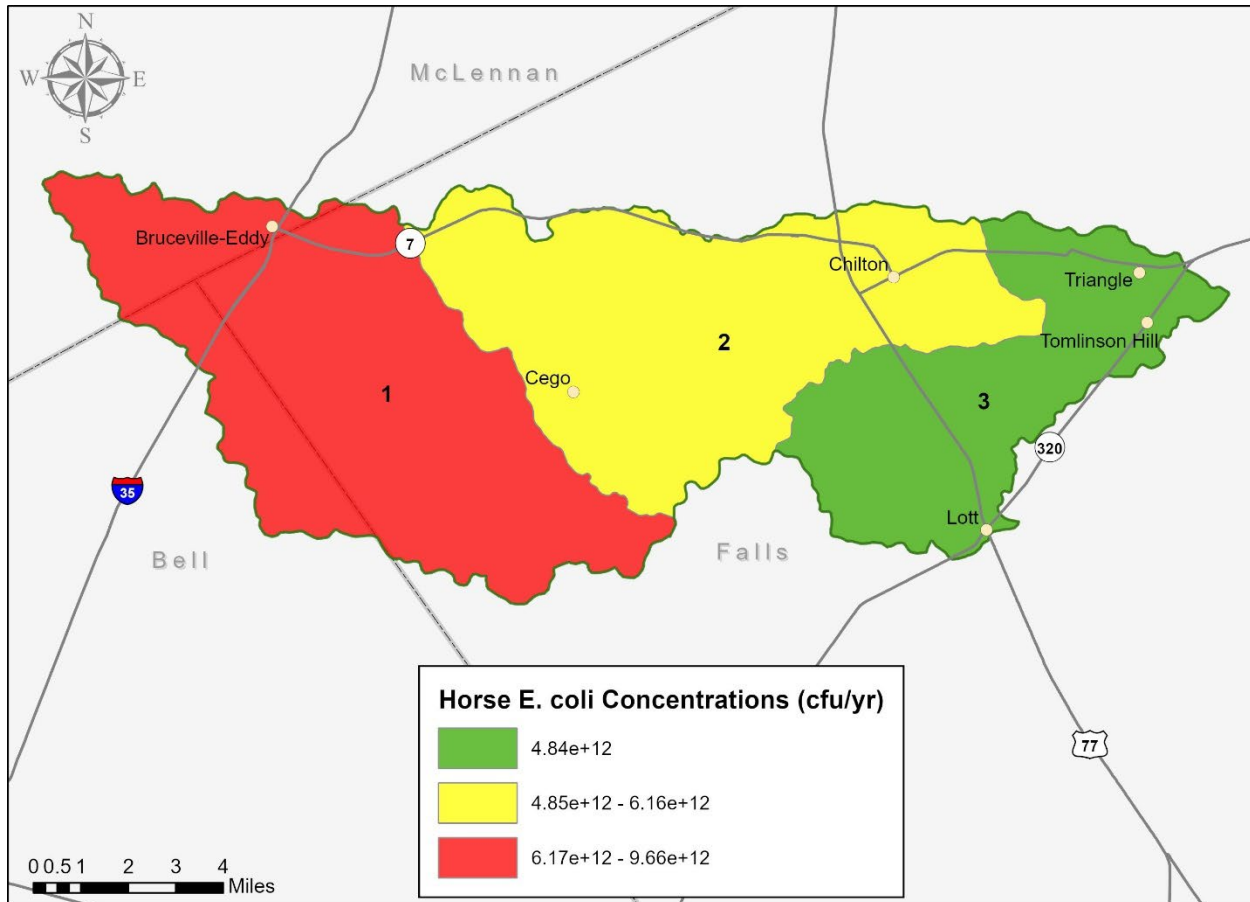 N
W E
S
McLennan
Bruceville-Eddy
7
Chilton
Triangle
Tomlinson Hill
2
Cego
1
3
320
35
Lott
Bell
Falls
77
Horse E. coli Concentrations (cfu/yr)
4.84e+12
4.85e+12 - 6.16e+12
6.17e+12 - 9.66e+12
0 0.5 1 2 3 4
Miles